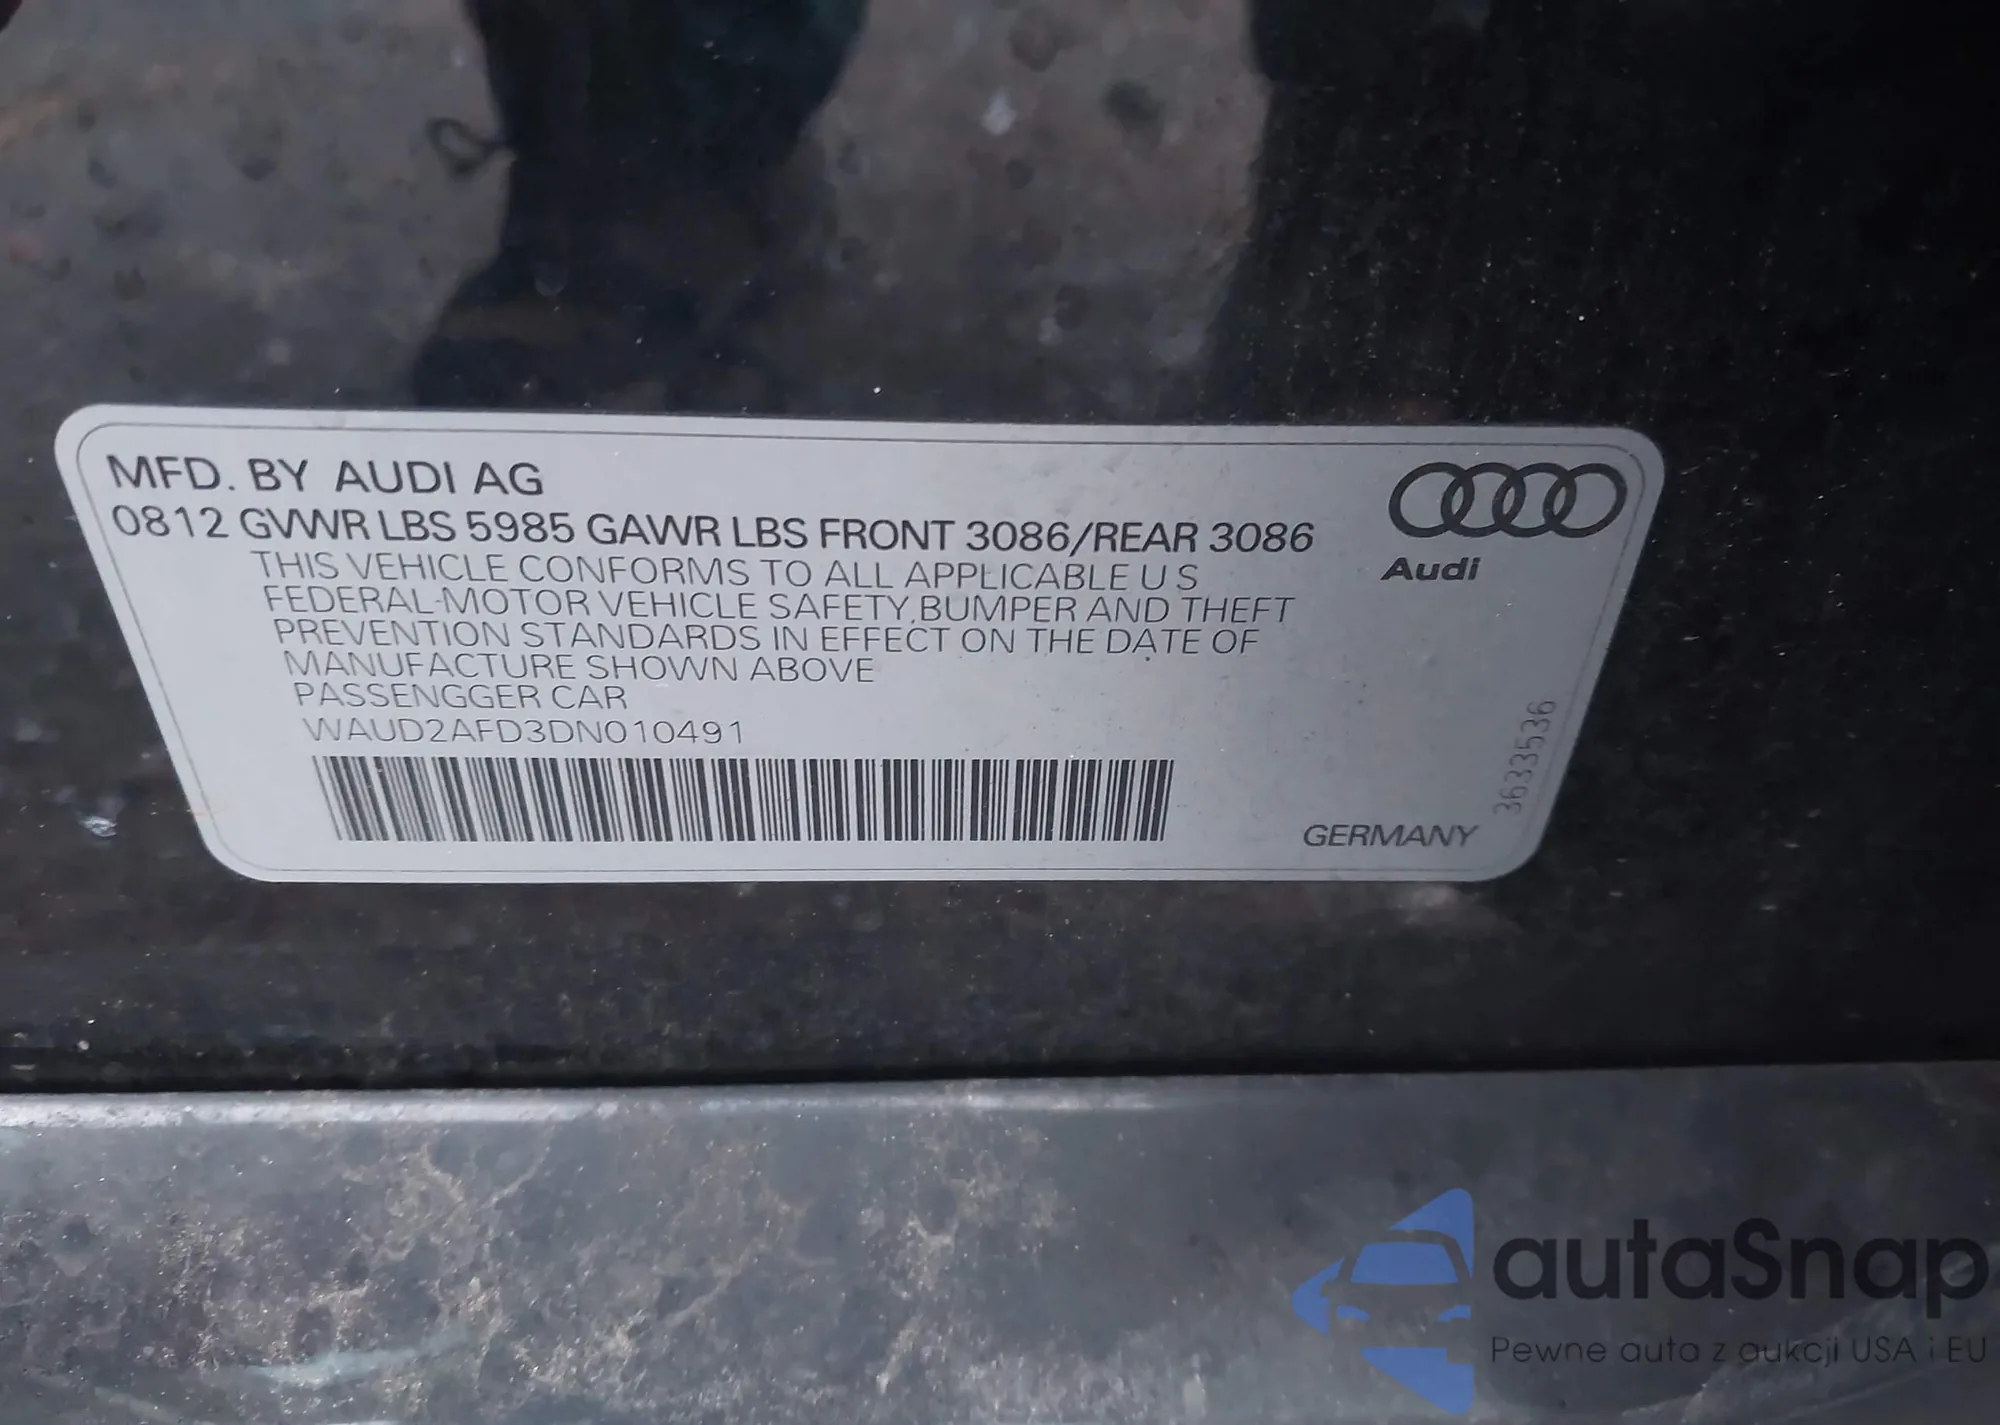 MFD. BY AUDI AG
0812 GVWR LBS 5985 GAWR LBS FRONT 3086/REAR 3086
THIS VEHICLE CONFORMS TO ALL APPLICABLE U S
FEDERAL-MOTOR VEHICLE SAFETY,BUMPER AND THEFT
PREVENTION STANDARDS IN EFFECT ON THE DATE OF
MANUFACTURE SHOWN ABOVE
PASSENGGER CAR
WAUD2AFD3DN010491
Audi
3633536
GERMANY
autaSnap
Pewne auta z aukcji USA i EU